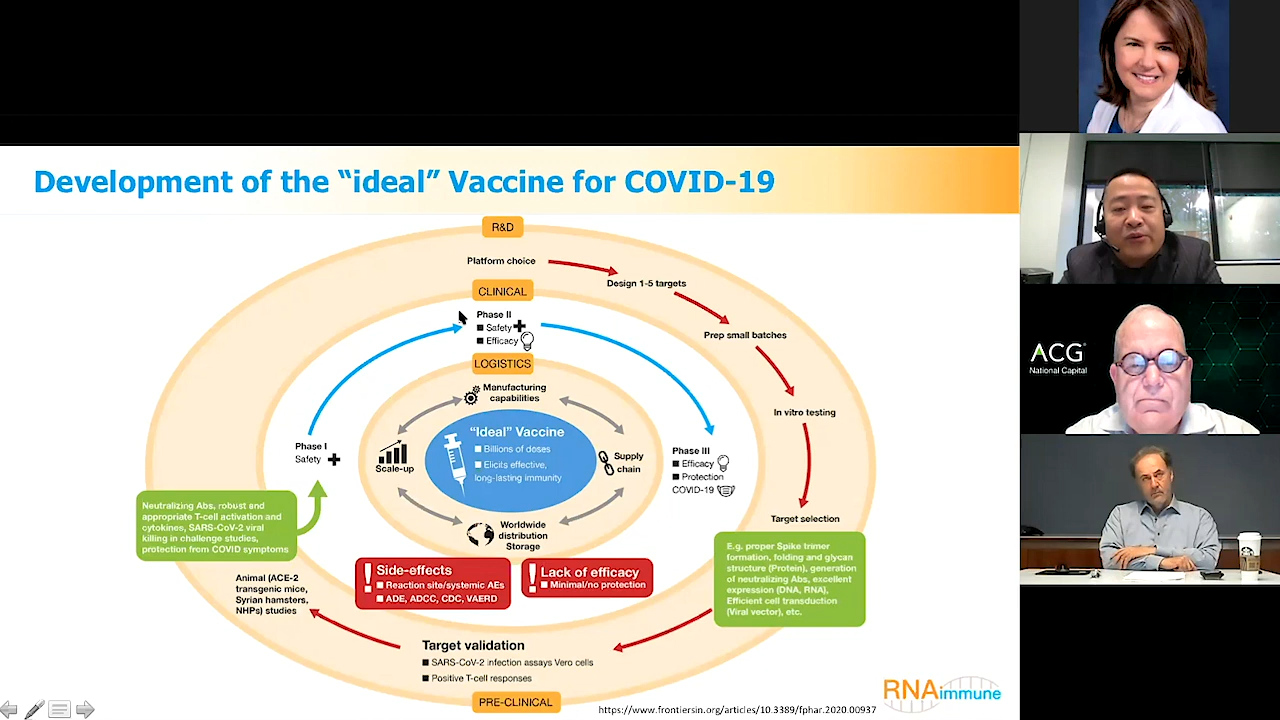 Development of the “ideal” Vaccine for COVID-19
R&D
Platform choice
Design 1-5 targets
CLINICAL
Phase II
Safety
Efficacy
Prep small batches
LOGISTICS
Manufacturing
capabilities
In vitro testing
“Ideal” Vaccine
Billions of doses
Elicits effective,
long-lasting immunity
Phase I
Safety
Scale-up
Supply
chain
Phase III
Efficacy
Protection
COVID-19
Target selection
Worldwide
distribution
Storage
Neutralizing Abs, robust and
appropriate T-cell activation and
cytokines, SARS-CoV-2 viral
killing in challenge studies,
protection from COVID symptoms
E.g. proper Spike trimer
formation, folding and glycan
structure (Protein), generation
of neutralizing Abs, excellent
expression (DNA, RNA),
Efficient cell transduction
(Viral vector), etc.
Side-effects
Reaction site/systemic AEs
ADE, ADCC, CDC, VAERD
Lack of efficacy
Minimal/no protection
Animal (ACE-2
transgenic mice,
Syrian hamsters,
NHPs) studies
Target validation
SARS-CoV-2 infection assays Vero cells
Positive T-cell responses
PRE-CLINICAL
https://www.frontiersin.org/articles/10.3389/fphar.2020.00937
RNAimmune
ACG
National Capital